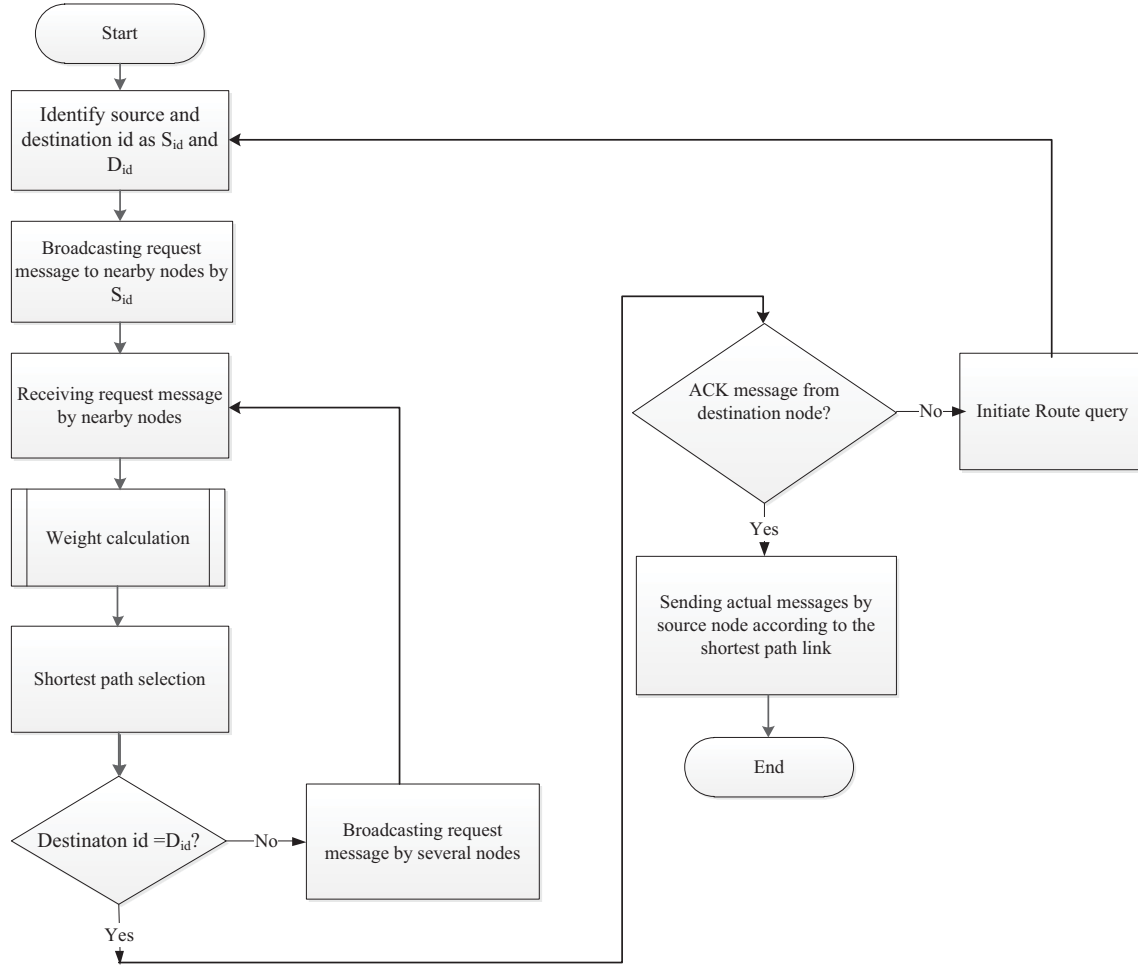 Start
Identify source and
destination id as Sid and
Did
Broadcasting request
message to nearby nodes by
Sid
Receiving request message
by nearby nodes
Weight calculation
Shortest path selection
Destinaton id =Did?
No
Broadcasting request
message by several nodes
Yes
ACK message from
destination node?
No
Initiate Route query
Yes
Sending actual messages by
source node according to the
shortest path link
End